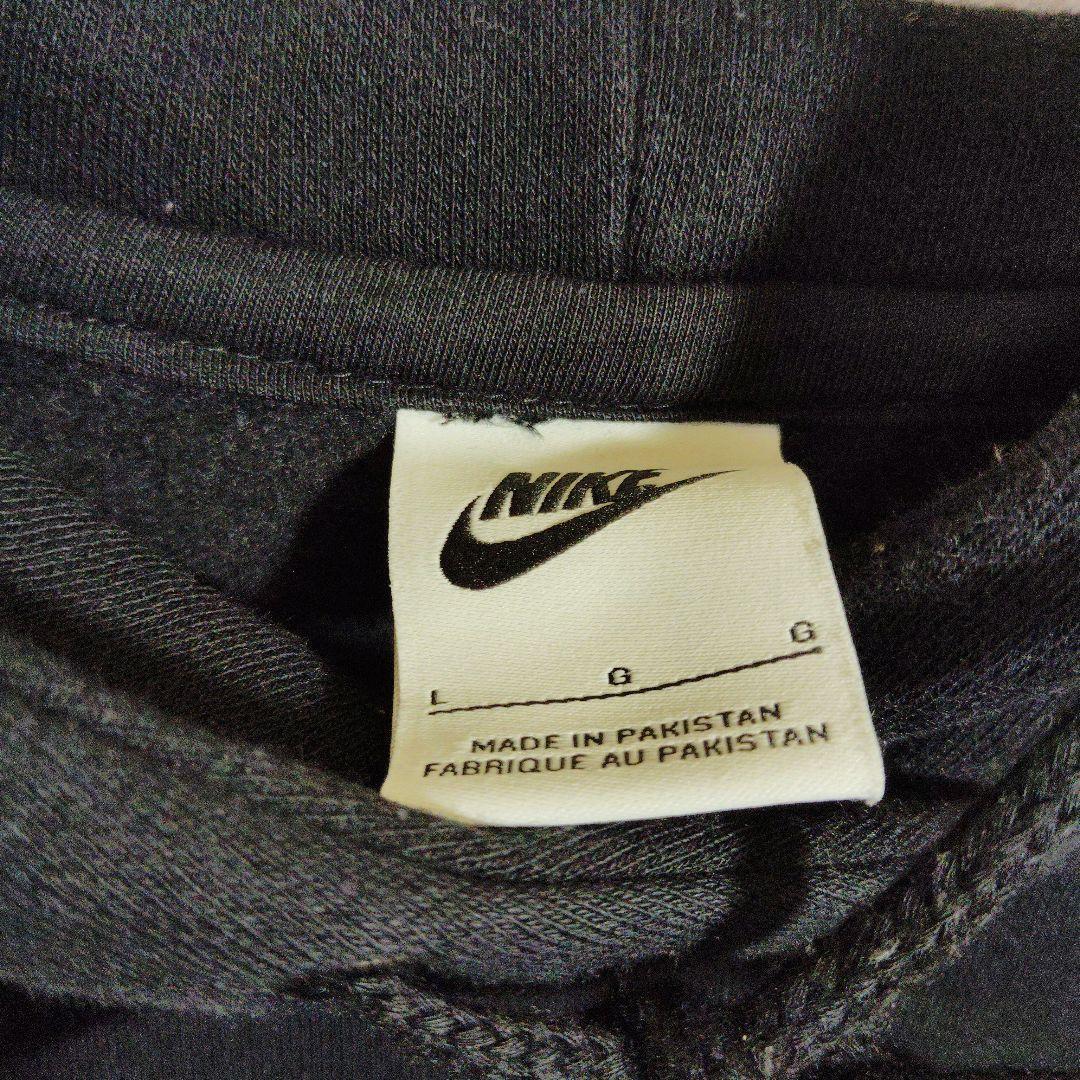 NIKE
L G G
MADE IN PAKISTAN
FABRIQUE AU PAKISTAN